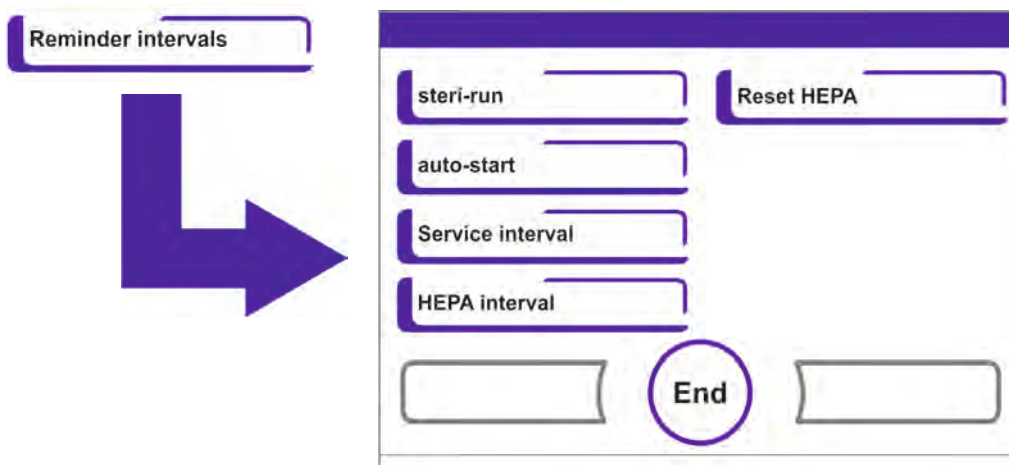 Reminder intervals
steri-run
Reset HEPA
auto-start
Service interval
HEPA interval
End